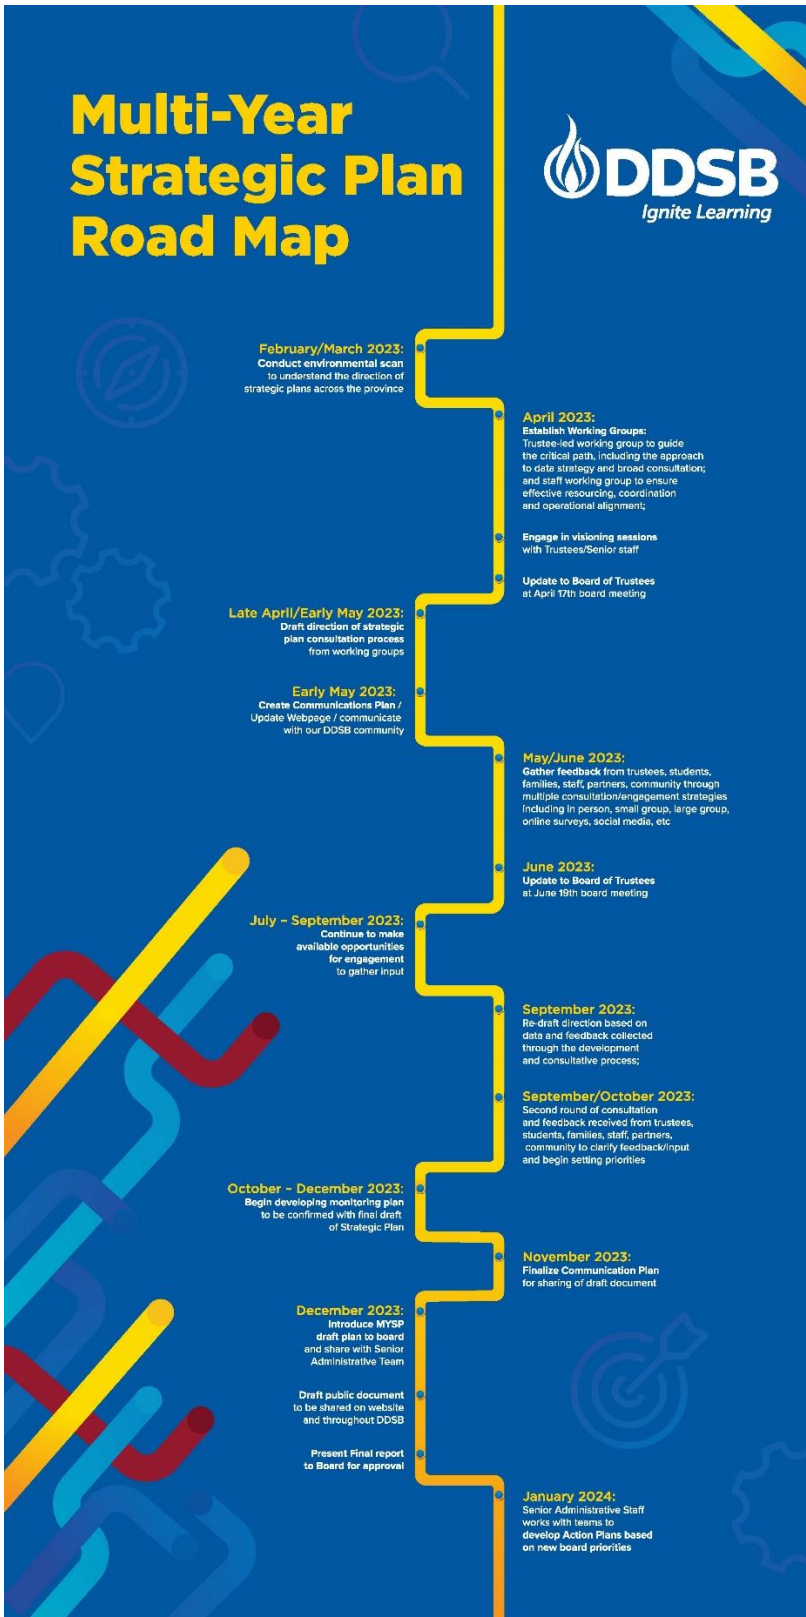 Multi-Year
Strategic Plan
Road Map
DDSB
Ignite Learning
February/March 2023:
Conduct environmental scan
to understand the direction of
strategic plans across the province
April 2023:
Establish Working Groups:
Trustee-led working group to guide
the critical path, including the approach
to data strategy and broad consultation;
and staff working group to ensure
effective resourcing, coordination
and operational alignment;
Engage in visioning sessions
with Trustees/Senior staff
Update to Board of Trustees
at April 17th board meeting
Late April/Early May 2023:
Draft direction of strategic
plan consultation process
from working groups
Early May 2023:
Create Communications Plan /
Update Webpage / communicate
with our DDSB community
May/June 2023:
Gather feedback from trustees, students,
families, staff, partners, community through
multiple consultation/engagement strategies
including in person, small group, large group,
online surveys, social media, etc
June 2023:
Update to Board of Trustees
at June 19th board meeting
July – September 2023:
Continue to make
available opportunities
for engagement
to gather input
September 2023:
Re-draft direction based on
data and feedback collected
through the development
and consultative process;
September/October 2023:
Second round of consultation
and feedback received from trustees,
students, families, staff, partners,
community to clarify feedback/input
and begin setting priorities
October – December 2023:
Begin developing monitoring plan
to be confirmed with final draft
of Strategic Plan
November 2023:
Finalize Communication Plan
for sharing of draft document
December 2023:
Introduce MYSP
draft plan to board
and share with Senior
Administrative Team
Draft public document
to be shared on website
and throughout DDSB
Present Final report
to Board for approval
January 2024:
Senior Administrative Staff
works with teams to
develop Action Plans based
on new board priorities